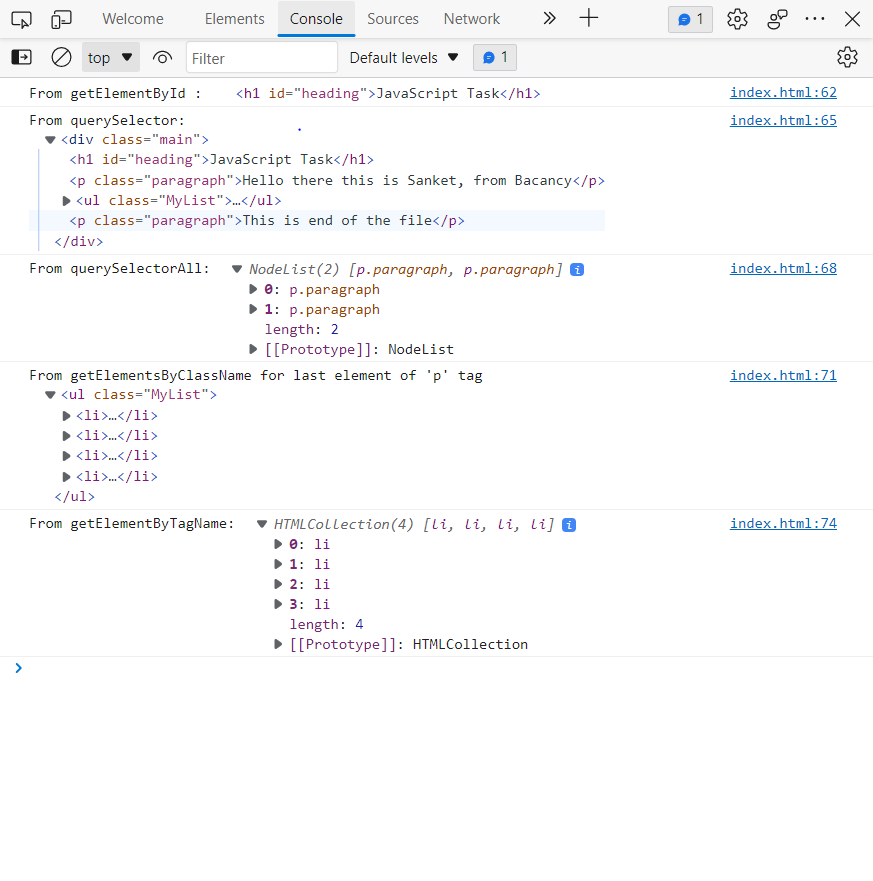 Welcome Elements Console Sources Network 1
top Filter Default levels 1
From getElementById : <h1 id="heading">JavaScript Task</h1> index.html:62
From querySelector: index.html:65
<div class="main">
<h1 id="heading">JavaScript Task</h1>
<p class="paragraph">Hello there this is Sanket, from Bacancy</p>
<ul class="MyList">…</ul>
<p class="paragraph">This is end of the file</p>
</div>
From querySelectorAll: NodeList(2) [p.paragraph, p.paragraph] i index.html:68
0: p.paragraph
1: p.paragraph
length: 2
[[Prototype]]: NodeList
From getElementsByClassName for last element of 'p' tag index.html:71
<ul class="MyList">
<li>…</li>
<li>…</li>
<li>…</li>
<li>…</li>
</ul>
From getElementByTagName: HTMLCollection(4) [li, li, li, li] i index.html:74
0: li
1: li
2: li
3: li
length: 4
[[Prototype]]: HTMLCollection